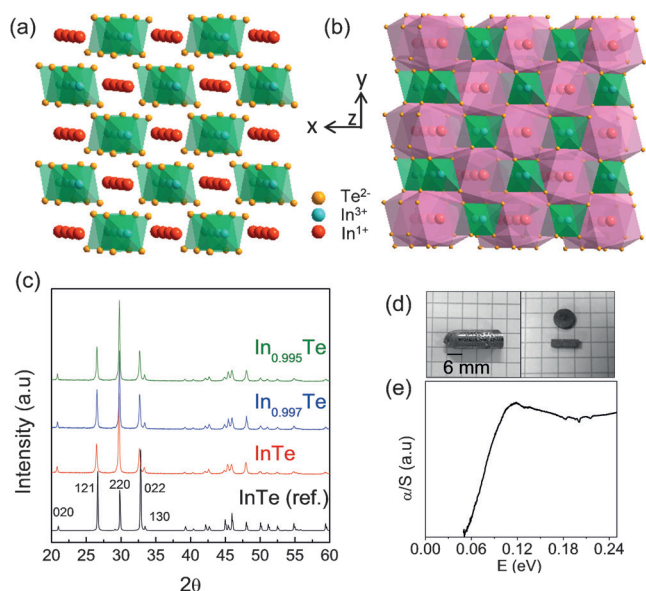 (a)
(b)
y
x
z
Te2-
In3+
In1+
(c)
In0.995Te
In0.997Te
InTe
InTe (ref.)
020
121
220
022
130
Intensity (a.u)
20 25 30 35 40 45 50 55 60
2θ
(d)
6 mm
(e)
α/S (a.u)
0.00 0.06 0.12 0.18 0.24
E (eV)